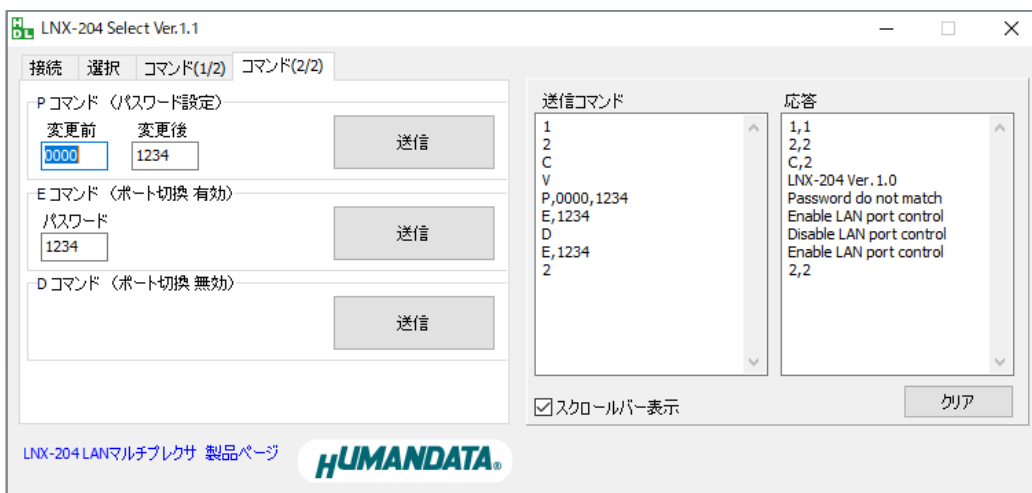 LNX-204 Select Ver.1.1
接続 選択 コマンド(1/2) コマンド(2/2)
P コマンド (パスワード設定)
変更前 変更後
0000 1234 送信
E コマンド (ポート切換 有効)
パスワード
1234 送信
D コマンド (ポート切換 無効)
送信
送信コマンド
1
2
C
V
P,0000,1234
E,1234
D
E,1234
2
応答
1,1
2,2
C,2
LNX-204 Ver.1.0
Password do not match
Enable LAN port control
Disable LAN port control
Enable LAN port control
2,2
スクロールバー表示 クリア
LNX-204 LANマルチプレクサ 製品ページ
HUMANDATA®